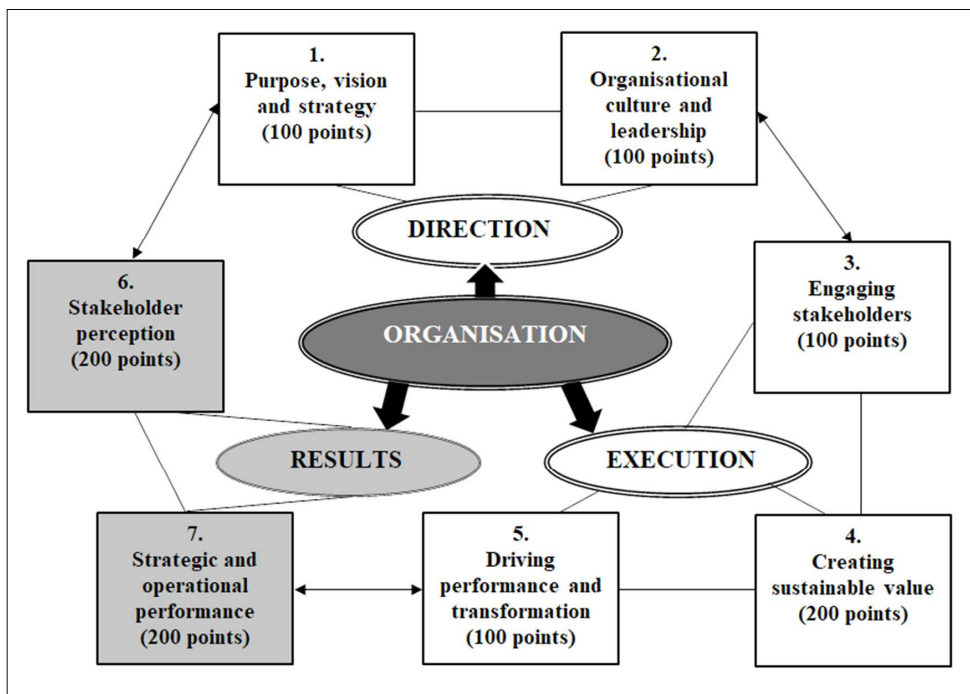 1.
Purpose, vision
and strategy
(100 points)
2.
Organisational
culture and
leadership
(100 points)
DIRECTION
3.
Engaging
stakeholders
(100 points)
6.
Stakeholder
perception
(200 points)
ORGANISATION
RESULTS
EXECUTION
7.
Strategic and
operational
performance
(200 points)
5.
Driving
performance and
transformation
(100 points)
4.
Creating
sustainable value
(200 points)